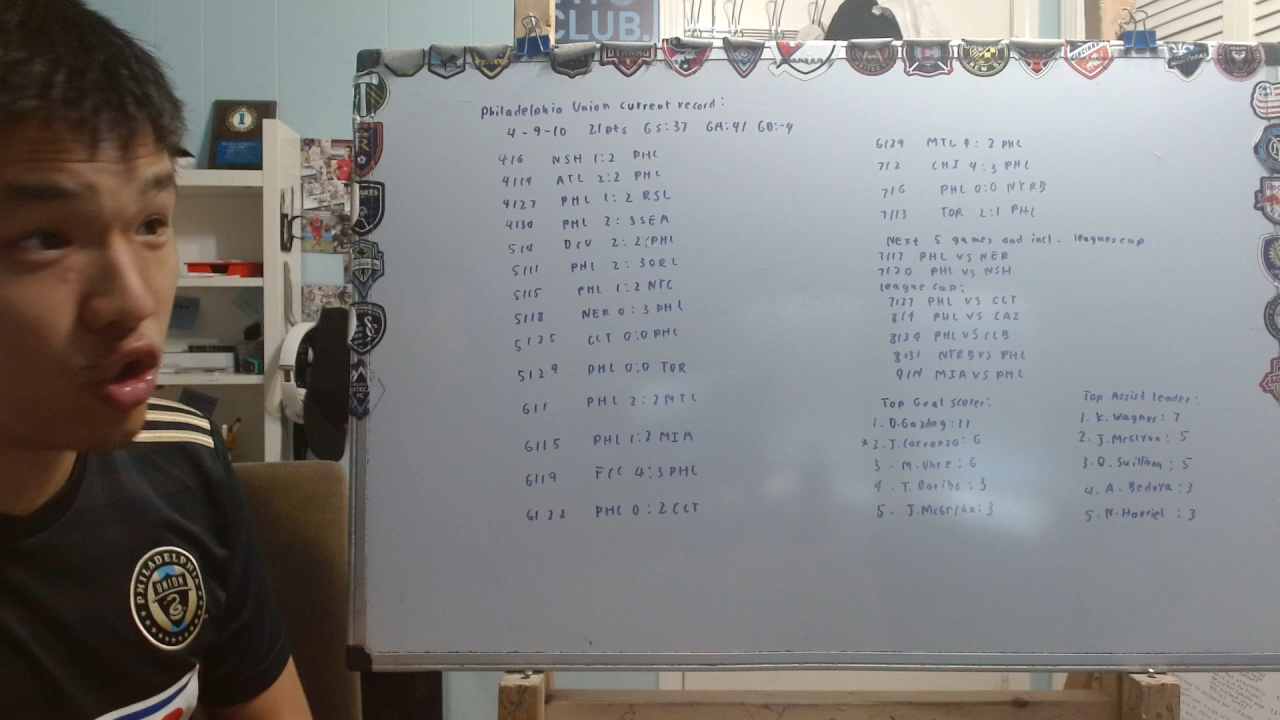 CLUB.
Philadelphia Union current record:
4-9-10 21pts GS:37 GA:41 GD:-4
4/6 NSH 1:2 PHL
4/14 ATL 2:2 PHL
4/27 PHL 1:2 RSL
4/30 PHL 2:3 SEA
5/4 DCU 2:2 PHL
5/11 PHL 2:3 ORL
5/15 PHL 1:2 NYC
5/18 NER 0:3 PHL
5/25 CLT 0:0 PHL
5/29 PHL 0:0 TOR
6/1 PHL 2:2 MTL
6/15 PHL 1:2 MIA
6/19 FCC 4:3 PHL
6/22 PHL 0:2 CLT
6/29 MTL 4:2 PHL
7/2 CHI 4:3 PHL
7/6 PHL 0:0 NYRB
7/13 TOR 2:1 PHL
Next 5 games and incl. leagues cup
7/17 PHL VS NER
7/20 PHL VS NSH
league cup:
7/27 PHL VS CLT
8/4 PHL VS CAZ
8/24 PHL VS CLB
8/31 NYRB VS PHL
9/14 MIA VS PHL
Top Goal scorer:
1. D. Gazdag: 11
*2. J. Carranza: 6
3. M. Uhre: 6
4. T. Baribo: 3
5. J. McGlynn: 3
Top Assist leader:
1. K. Wagner: 7
2. J. McGlynn: 5
3. Q. Sullivan: 5
4. A. Bedoya: 3
5. N. Harriel: 3
PHILADELPHIA
UNION